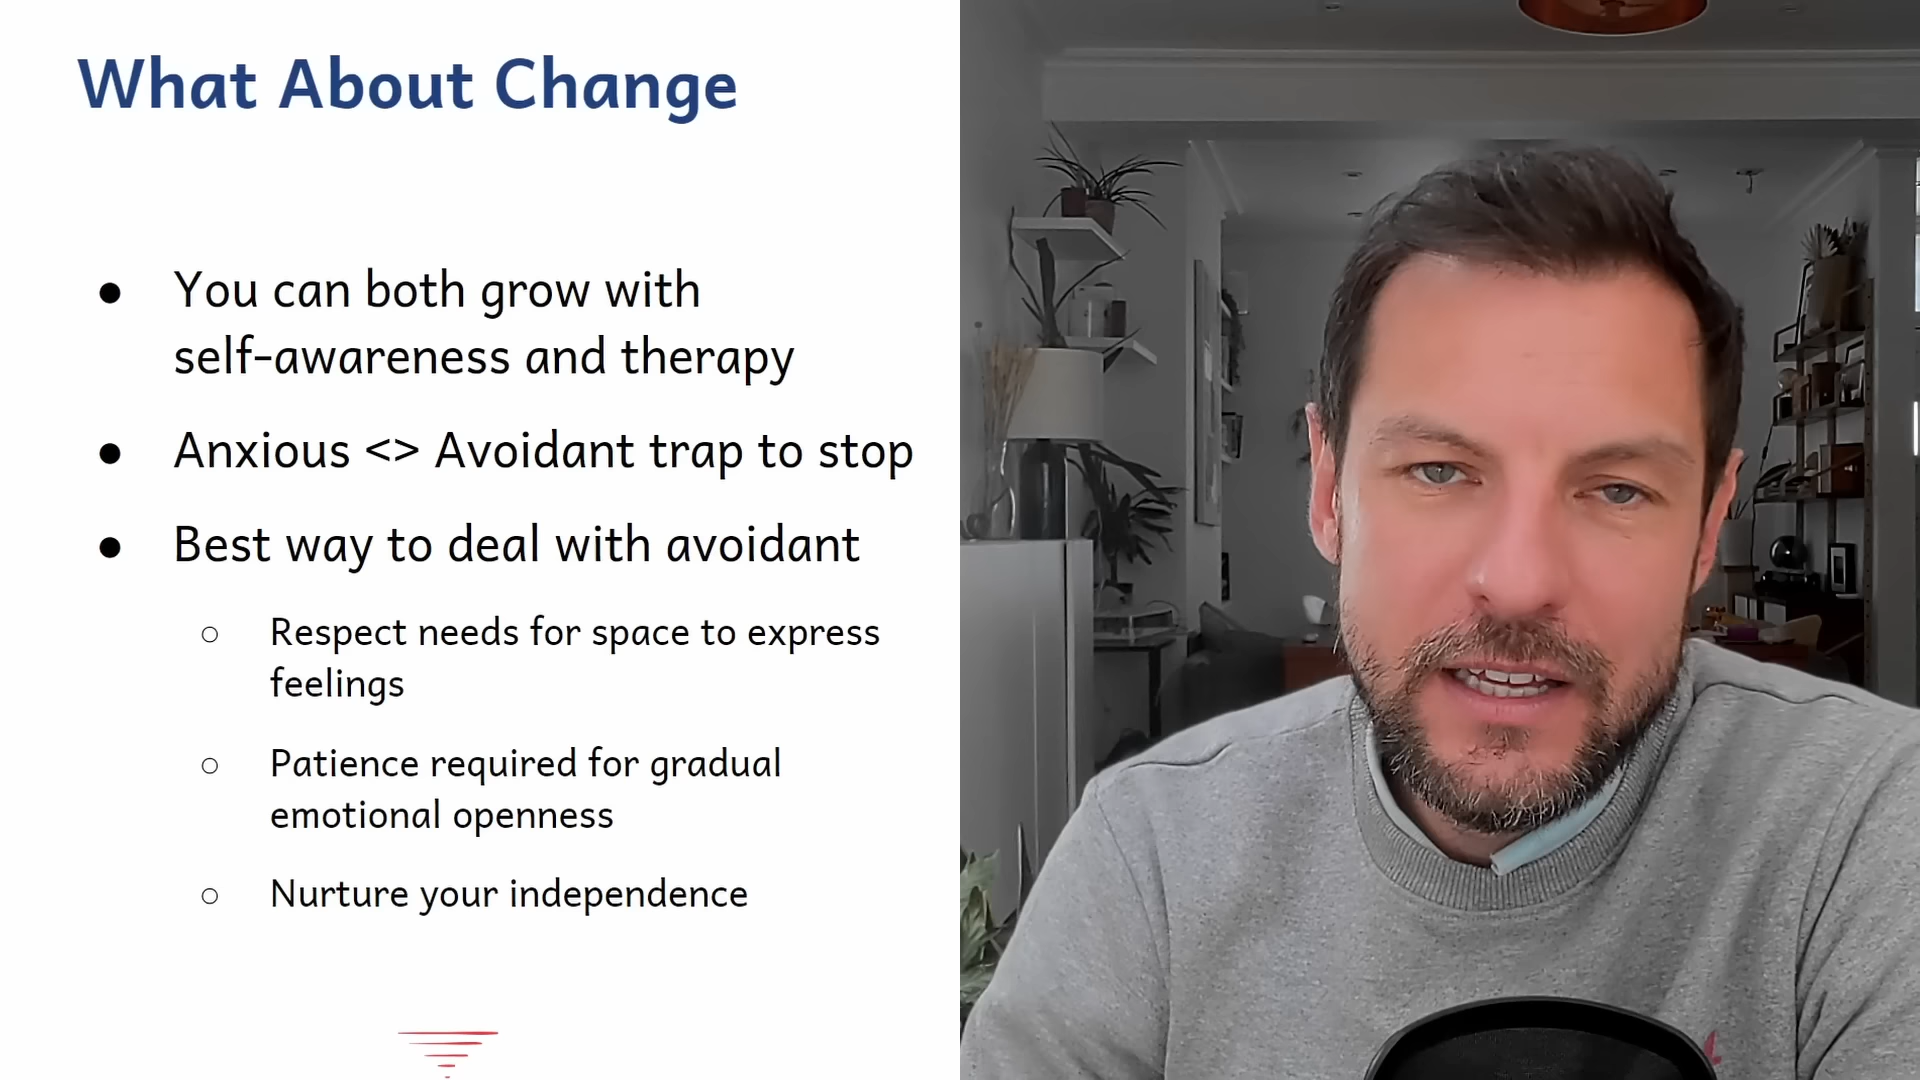 What About Change
● You can both grow with
self-awareness and therapy
● Anxious <> Avoidant trap to stop
● Best way to deal with avoidant
○ Respect needs for space to express
feelings
○ Patience required for gradual
emotional openness
○ Nurture your independence